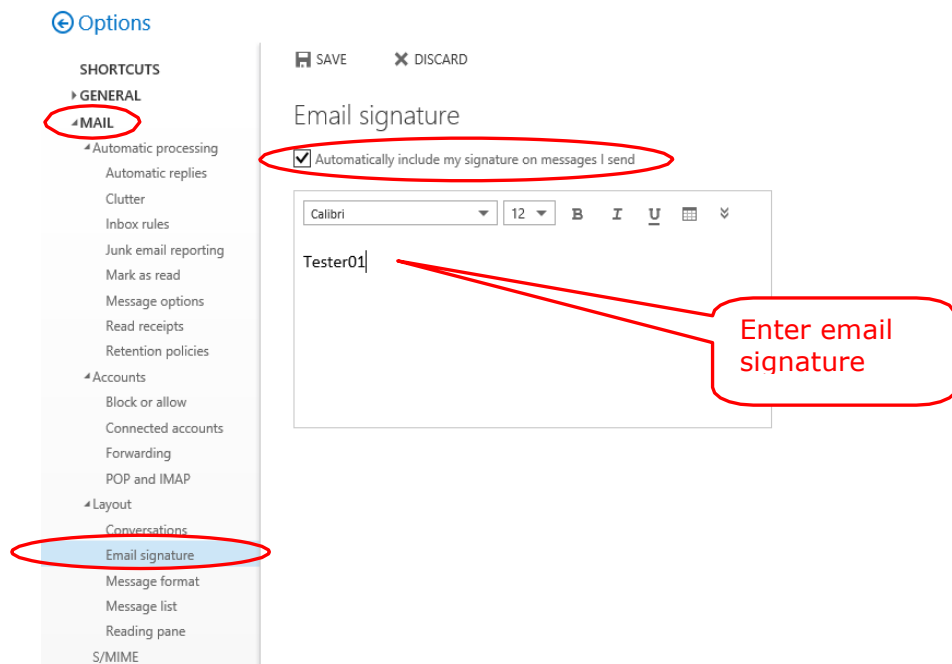 Options
SHORTCUTS
GENERAL
MAIL
Automatic processing
Automatic replies
Clutter
Inbox rules
Junk email reporting
Mark as read
Message options
Read receipts
Retention policies
Accounts
Block or allow
Connected accounts
Forwarding
POP and IMAP
Layout
Conversations
Email signature
Message format
Message list
Reading pane
S/MIME
SAVE DISCARD
Email signature
Automatically include my signature on messages I send
Calibri 12 B I U
Tester01
Enter email
signature